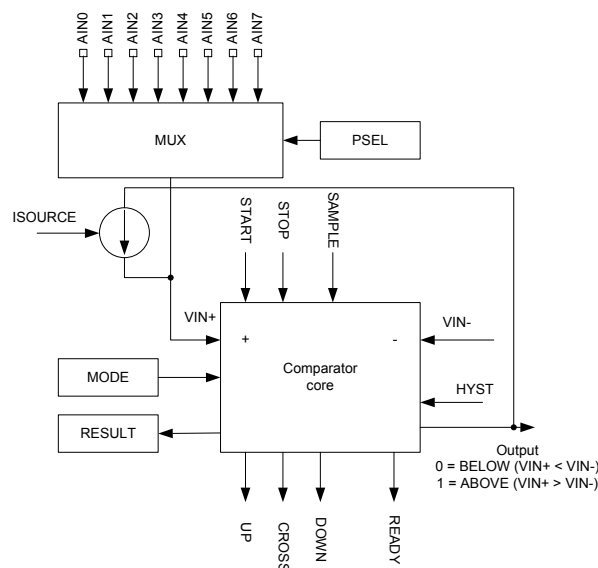 AIN0
AIN1
AIN2
AIN3
AIN4
AIN5
AIN6
AIN7
MUX
PSEL
ISOURCE
START
STOP
SAMPLE
VIN+
+
-
VIN-
Comparator
core
MODE
HYST
RESULT
Output
0 = BELOW (VIN+ < VIN-)
1 = ABOVE (VIN+ > VIN-)
UP
CROSS
DOWN
READY